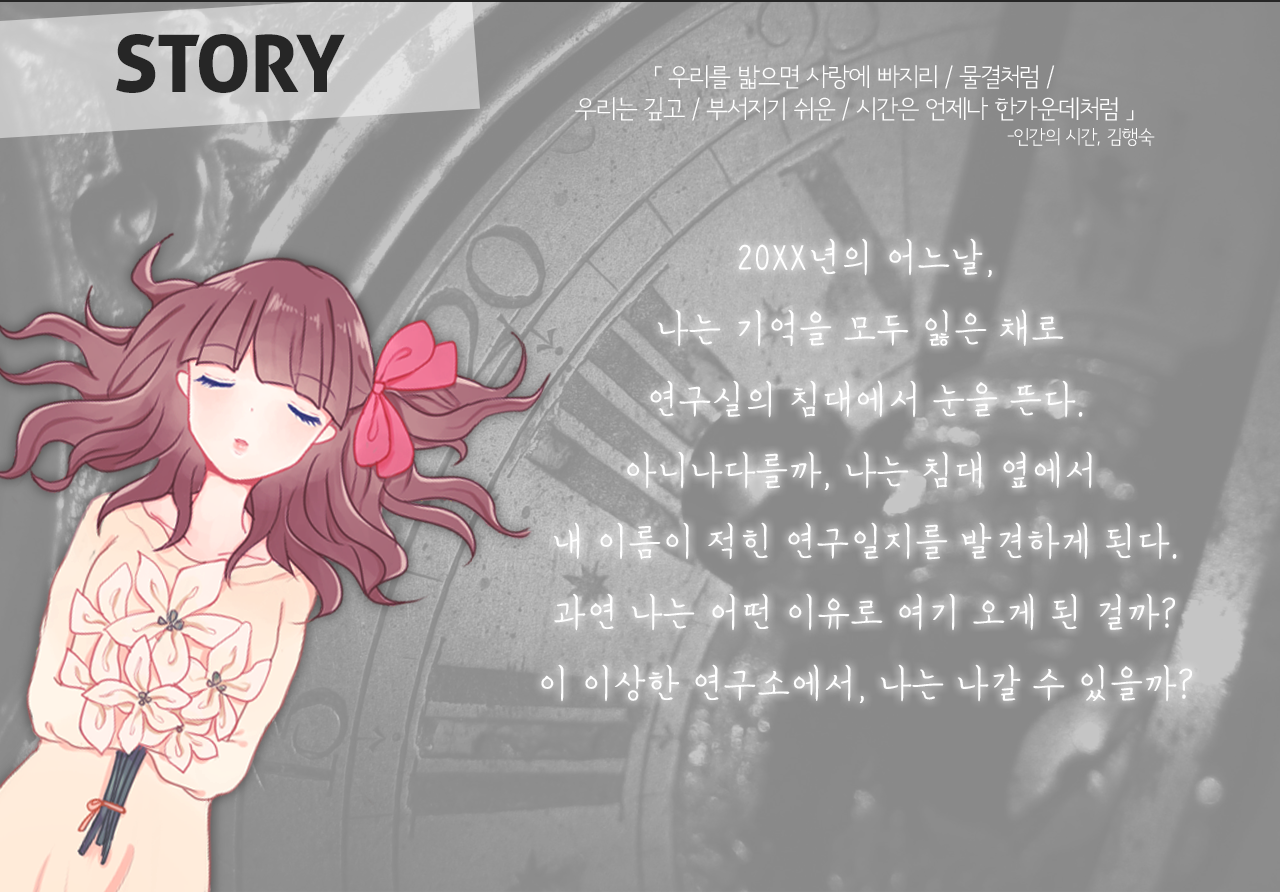 STORY
「 우리를 밟으면 사랑에 빠지리 / 물결처럼 /
우리는 깊고 / 부서지기 쉬운 / 시간은 언제나 한가운데처럼 」
-인간의 시간, 김행숙
20XX년의 어느날,
나는 기억을 모두 잃은 채로
연구실의 침대에서 눈을 뜬다.
아니나다를까, 나는 침대 옆에서
내 이름이 적힌 연구일지를 발견하게 된다.
과연 나는 어떤 이유로 여기 오게 된 걸까?
이 이상한 연구소에서, 나는 나갈 수 있을까?